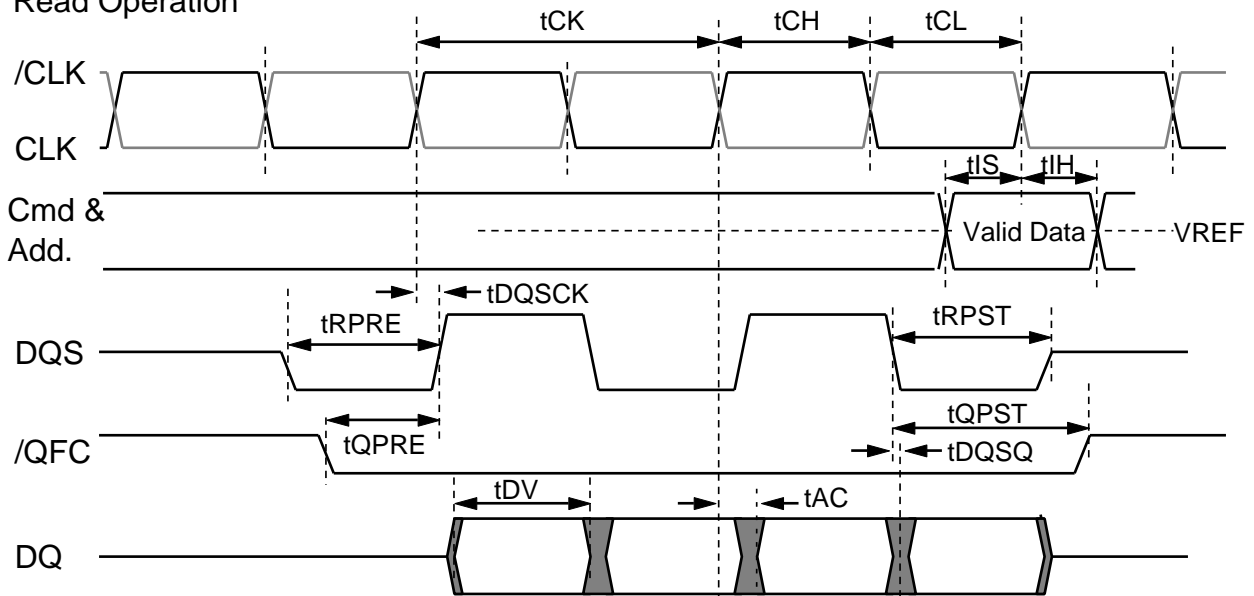 Read Operation
tCK
tCH
tCL
/CLK
CLK
tIS
tIH
Cmd &
Add.
Valid Data
VREF
tDQSCK
tRPRE
tRPST
DQS
tQPST
tQPRE
/QFC
tDQSQ
tDV
tAC
DQ